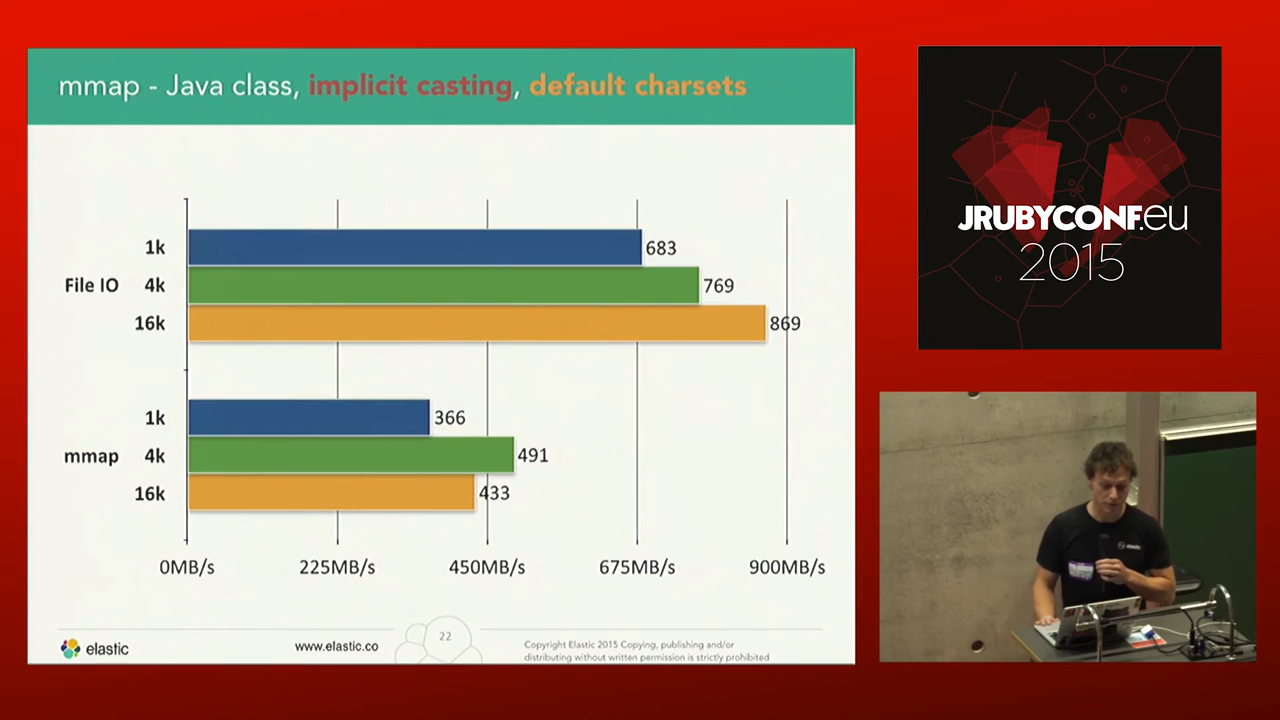 mmap - Java class, implicit casting, default charsets
1k
683
File IO
4k
769
16k
869
1k
366
mmap
4k
491
16k
433
0MB/s
225MB/s
450MB/s
675MB/s
900MB/s
elastic
www.elastic.co
22
Copyright Elastic 2015 Copying, publishing and/or
distributing without written permission is strictly prohibited
JRUBYCONF.eu
2015
elastic